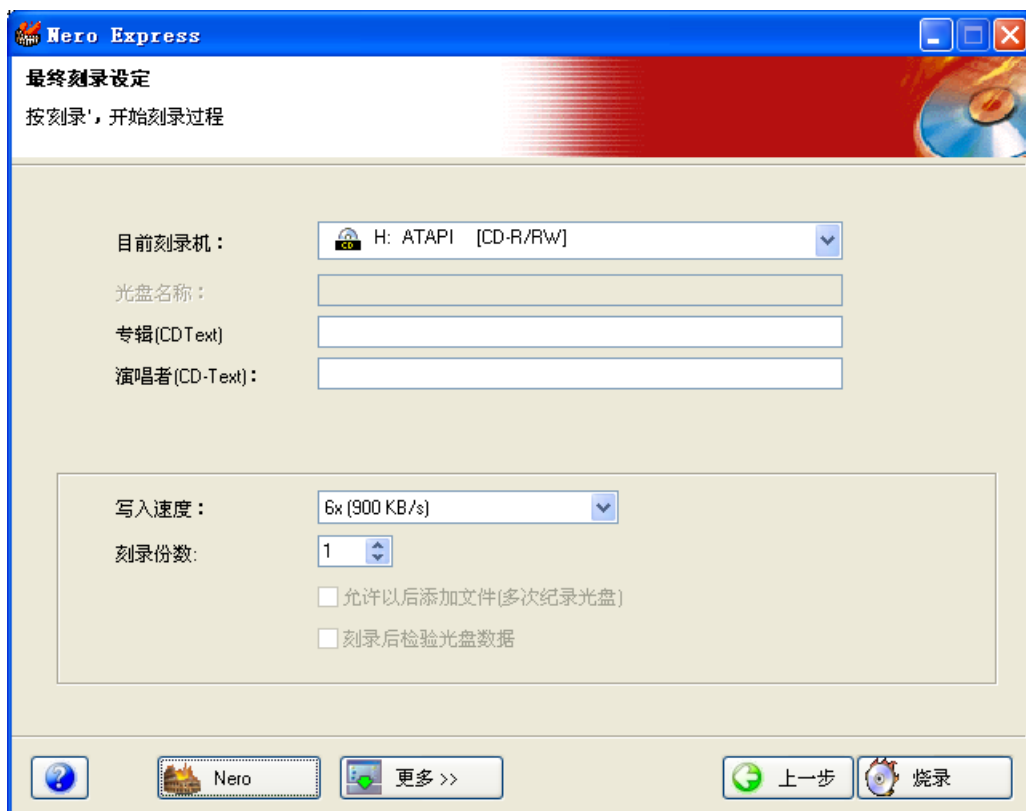 Nero Express
最终刻录设定
按'刻录'，开始刻录过程
目前刻录机：
H: ATAPI [CD-R/RW]
光盘名称：
专辑(CDText)
演唱者(CD-Text)：
写入速度：
6x (900 KB/s)
刻录份数:
1
允许以后添加文件(多次纪录光盘)
刻录后检验光盘数据
Nero
更多 >>
上一步
烧录